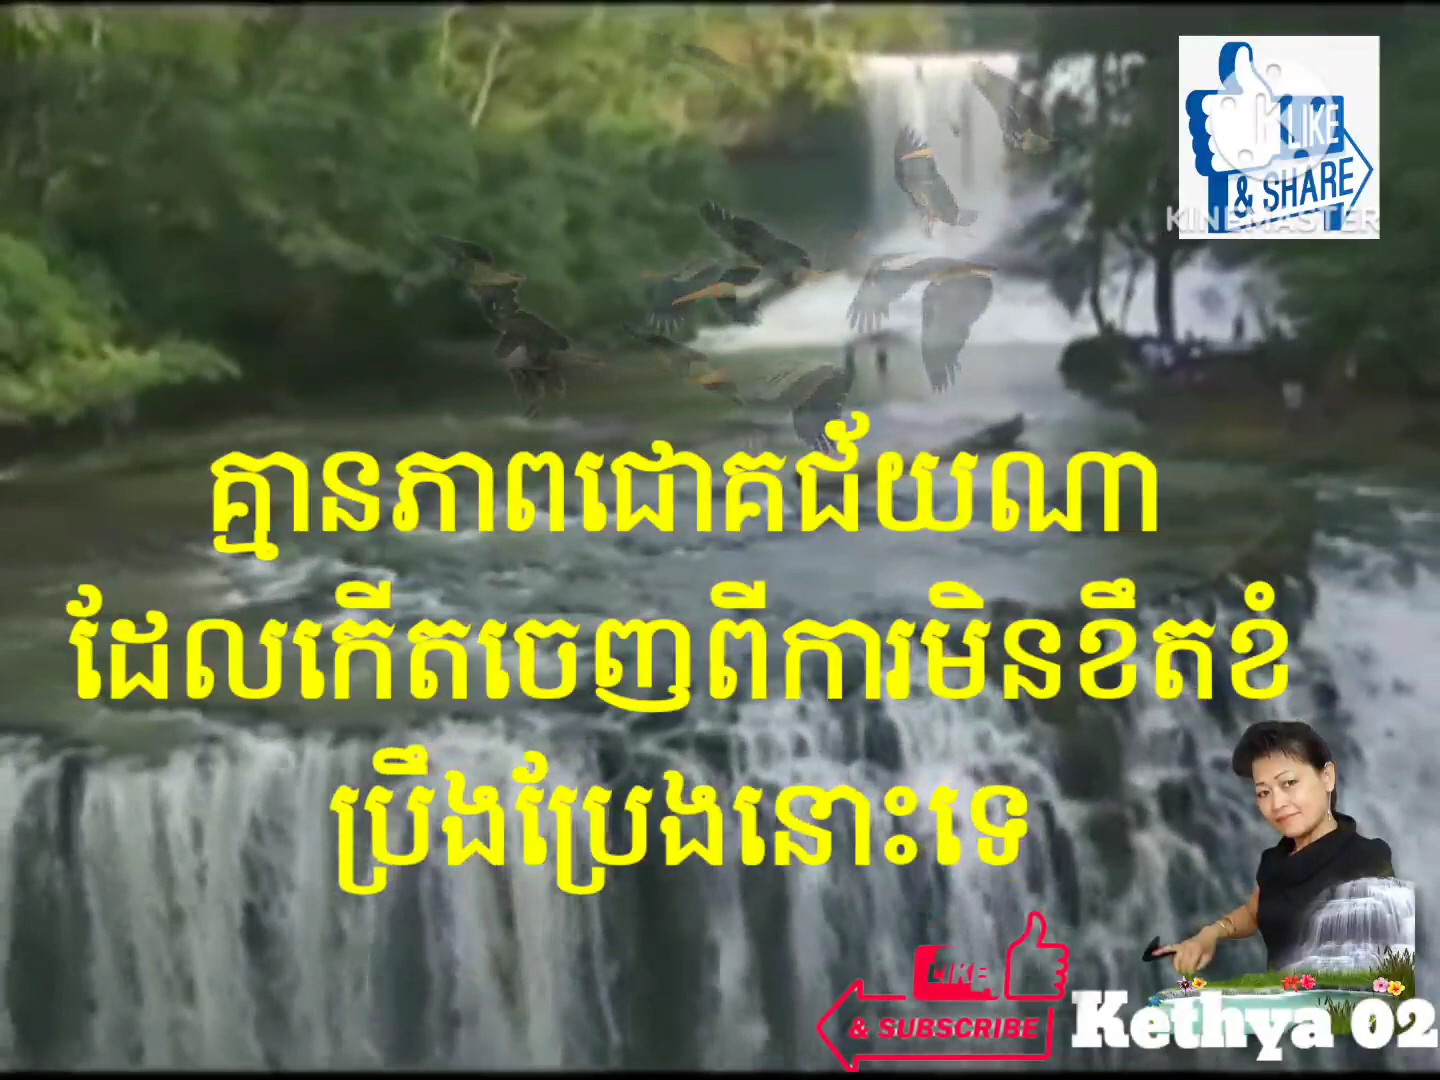 K LIKE
& SHARE
KINEMASTER
គ្មានភាពជោគជ័យណា
ដែលកើតចេញពីការមិនខឹតខំ
ប្រឹងប្រែងនោះទេ
LIKE
& SUBSCRIBE
Kethya 02